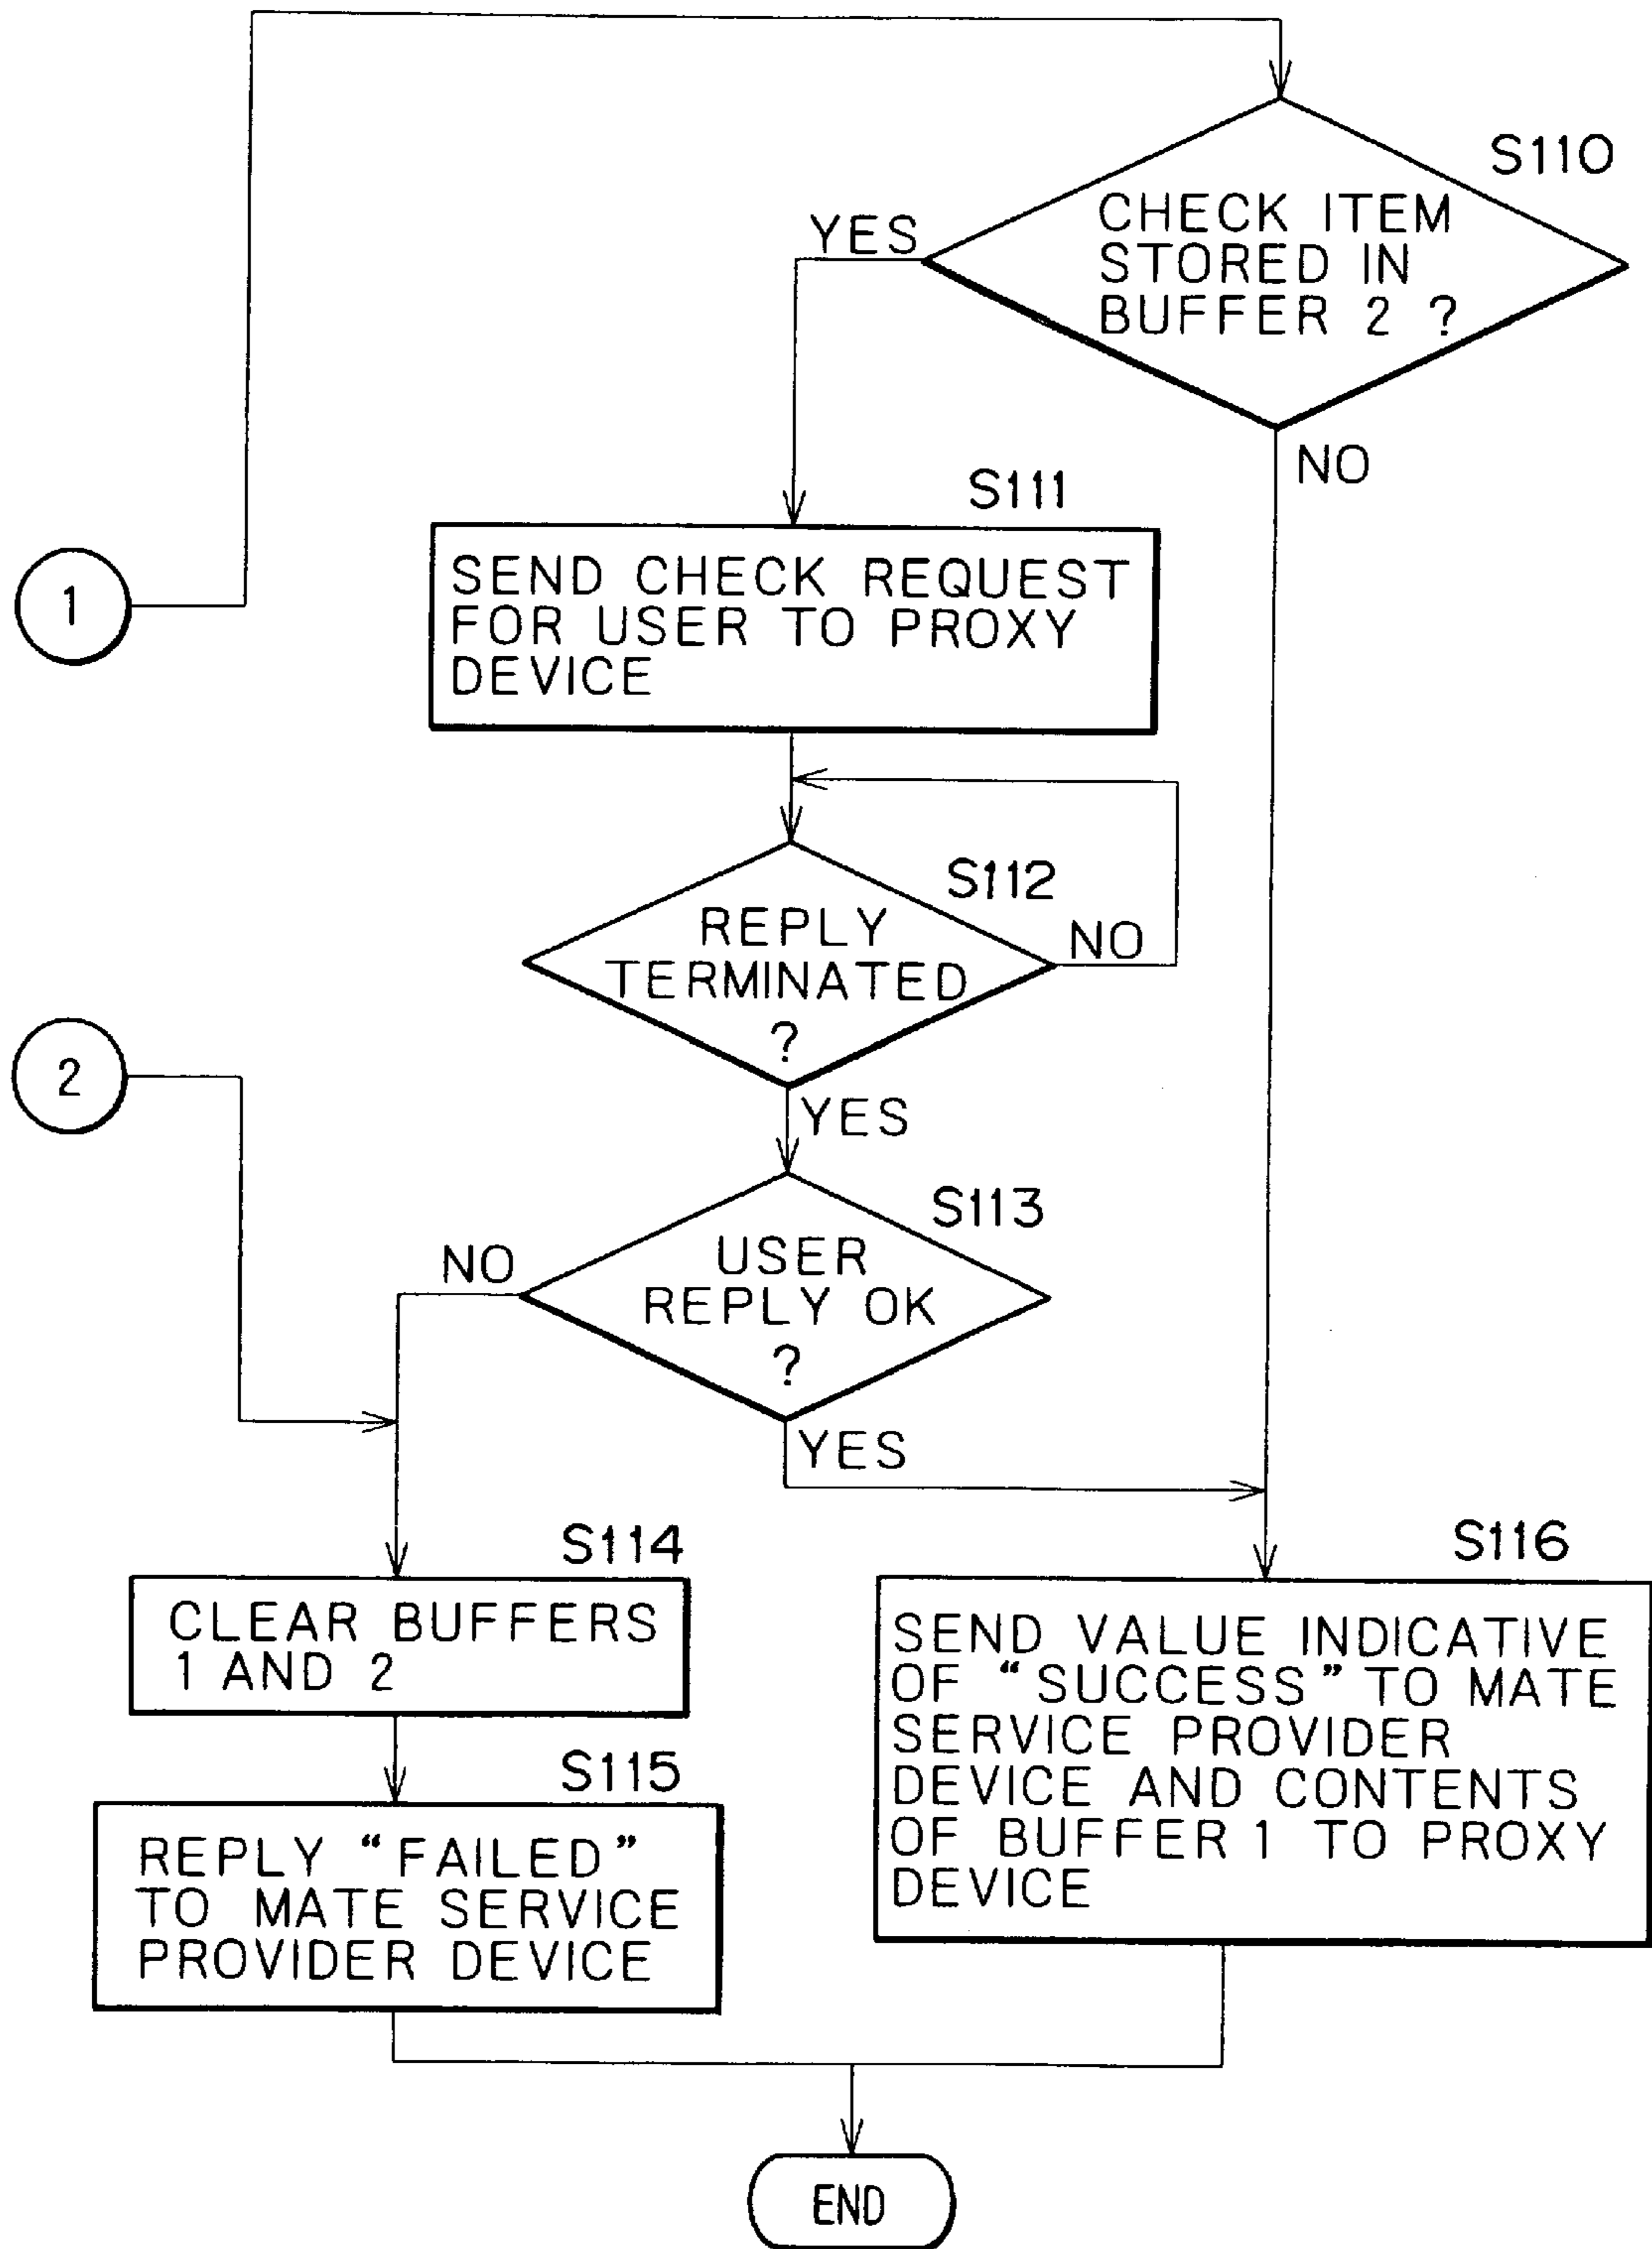 S110
CHECK ITEM
STORED IN
BUFFER 2 ?
YES
NO
S111
1
SEND CHECK REQUEST
FOR USER TO PROXY
DEVICE
S112
REPLY
TERMINATED
?
NO
2
YES
S113
USER
REPLY OK
?
NO
YES
S114
CLEAR BUFFERS
1 AND 2
S115
REPLY “FAILED”
TO MATE SERVICE
PROVIDER DEVICE
S116
SEND VALUE INDICATIVE
OF “SUCCESS” TO MATE
SERVICE PROVIDER
DEVICE AND CONTENTS
OF BUFFER 1 TO PROXY
DEVICE
END